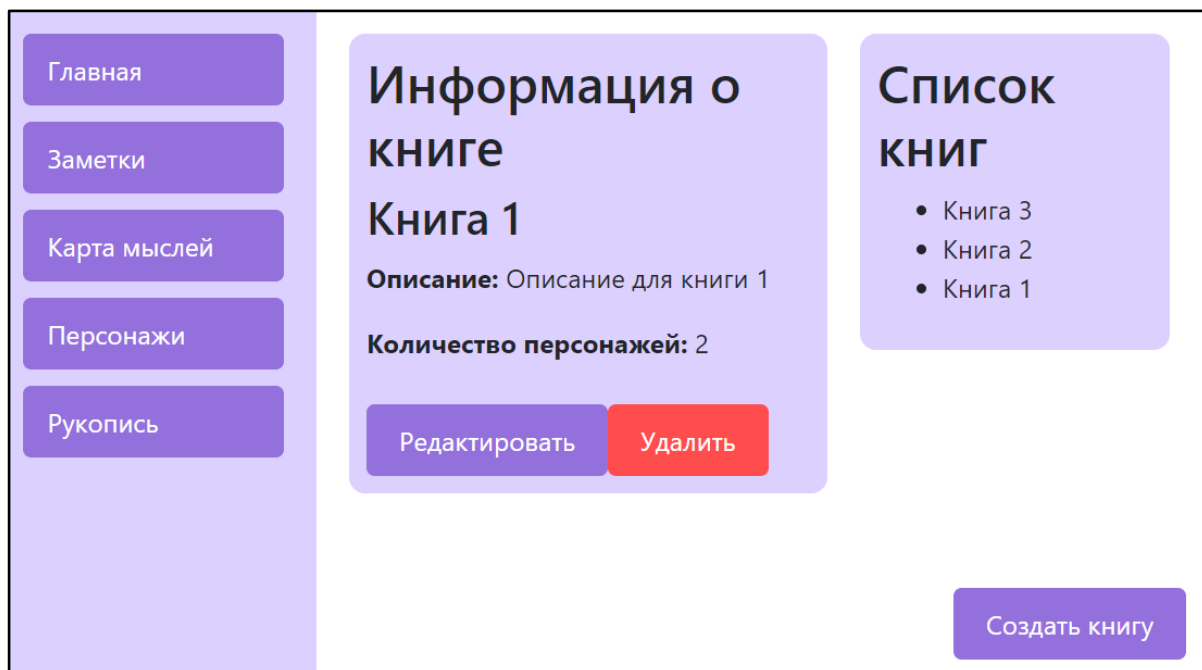 Главная
Заметки
Карта мыслей
Персонажи
Рукопись
Информация о
книге
Книга 1
Описание: Описание для книги 1
Количество персонажей: 2
Редактировать
Удалить
Список
книг
Книга 3
Книга 2
Книга 1
Создать книгу